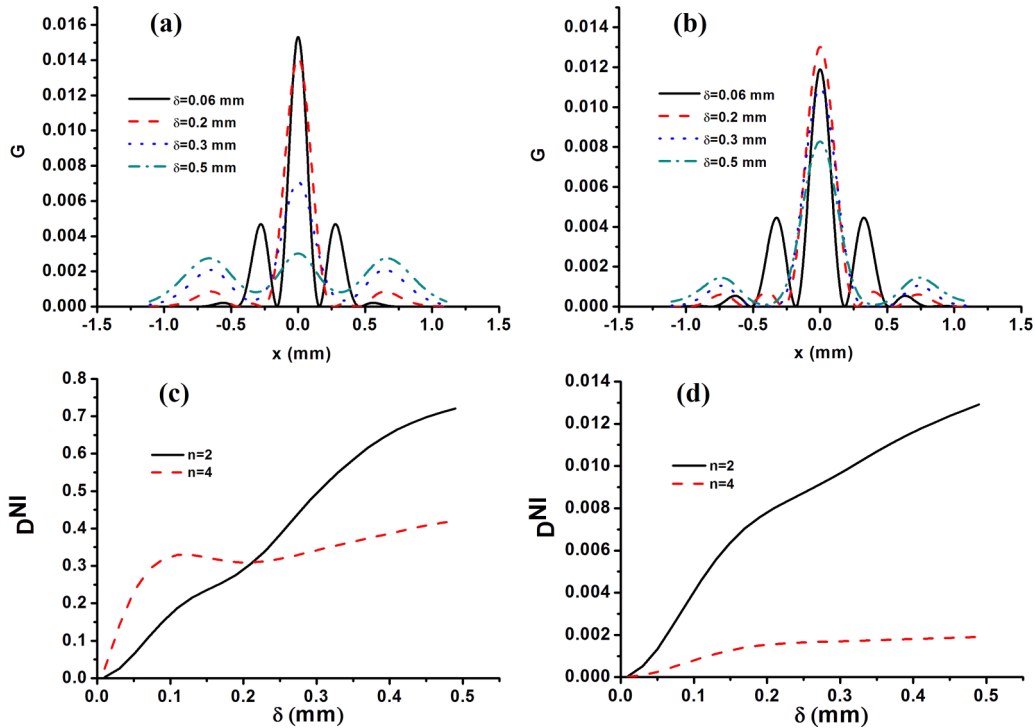 (a)
G
0.016
0.014
0.012
0.010
0.008
0.006
0.004
0.002
0.000
δ=0.06 mm
δ=0.2 mm
δ=0.3 mm
δ=0.5 mm
-1.5 -1.0 -0.5 0.0 0.5 1.0 1.5
x (mm)
(b)
G
0.014
0.012
0.010
0.008
0.006
0.004
0.002
0.000
δ=0.06 mm
δ=0.2 mm
δ=0.3 mm
δ=0.5 mm
-1.5 -1.0 -0.5 0.0 0.5 1.0 1.5
x (mm)
(c)
D^NI
0.8
0.7
0.6
0.5
0.4
0.3
0.2
0.1
0.0
n=2
n=4
0.0 0.1 0.2 0.3 0.4 0.5
δ (mm)
(d)
D^NI
0.014
0.012
0.010
0.008
0.006
0.004
0.002
0.000
n=2
n=4
0.0 0.1 0.2 0.3 0.4 0.5
δ (mm)